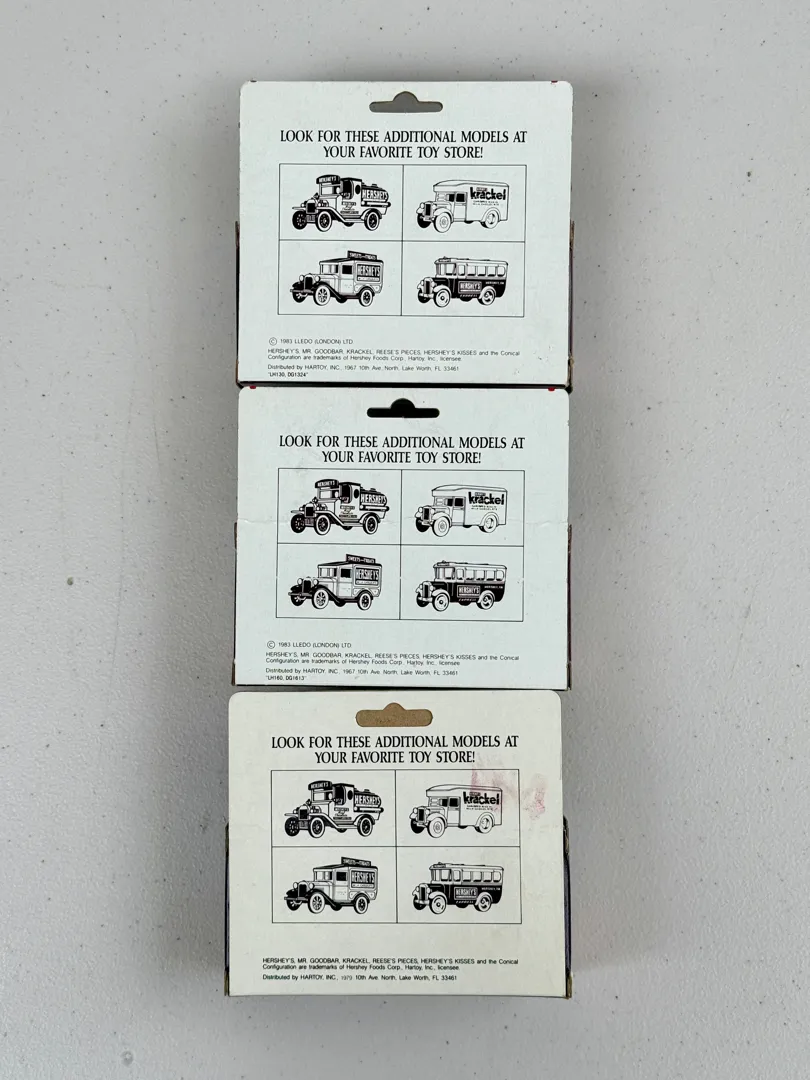 LOOK FOR THESE ADDITIONAL MODELS AT
YOUR FAVORITE TOY STORE!
HERSHEY'S
HERSHEY'S
krackel
SWEETS—TREATS
HERSHEY'S
HERSHEY'S
© 1983 LLEDO (LONDON) LTD
HERSHEY'S, MR. GOODBAR, KRACKEL, REESE'S PIECES, HERSHEY'S KISSES and the Conical
Configuration are trademarks of Hershey Foods Corp., Hartoy, Inc., licensee.
Distributed by HARTOY, INC., 1967 10th Ave. North, Lake Worth, FL 33461
"LH130, DG1324"
LOOK FOR THESE ADDITIONAL MODELS AT
YOUR FAVORITE TOY STORE!
HERSHEY'S
HERSHEY'S
krackel
SWEETS—TREATS
HERSHEY'S
HERSHEY'S
EXPRESS
© 1983 LLEDO (LONDON) LTD.
HERSHEY'S, MR. GOODBAR, KRACKEL, REESE'S PIECES, HERSHEY'S KISSES and the Conical
Configuration are trademarks of Hershey Foods Corp., Hartoy, Inc., licensee
Distributed by HARTOY, INC., 1967 10th Ave. North, Lake Worth, FL 33461
"LH160, DG1613"
LOOK FOR THESE ADDITIONAL MODELS AT
YOUR FAVORITE TOY STORE!
HERSHEY'S
HERSHEY'S
krackel
SWEETS—TREATS
HERSHEY'S
HERSHEY'S
EXPRESS
HERSHEY'S, MR. GOODBAR, KRACKEL, REESE'S PIECES, HERSHEY'S KISSES and the Conical
Configuration are trademarks of Hershey Foods Corp., Hartoy, Inc., licensee.
Distributed by HARTOY, INC., 1970 10th Ave. North, Lake Worth, FL 33461